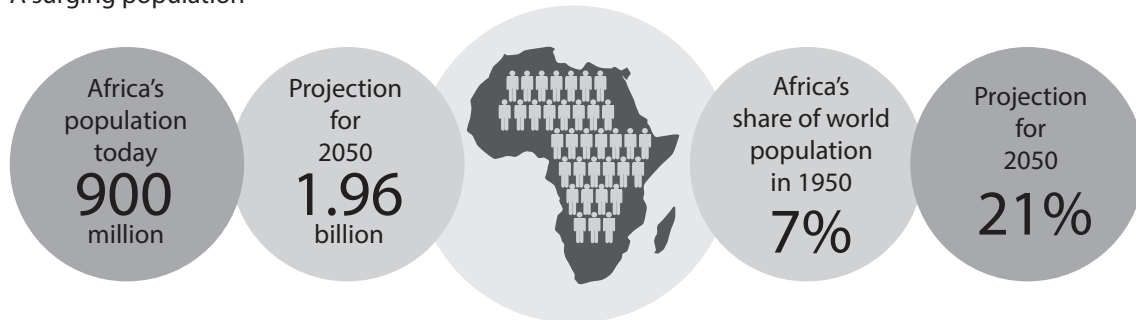 A surging population
Africa's
population
today
900
million
Projection
for
2050
1.96
billion
Africa's
share of world
population
in 1950
7%
Projection
for
2050
21%